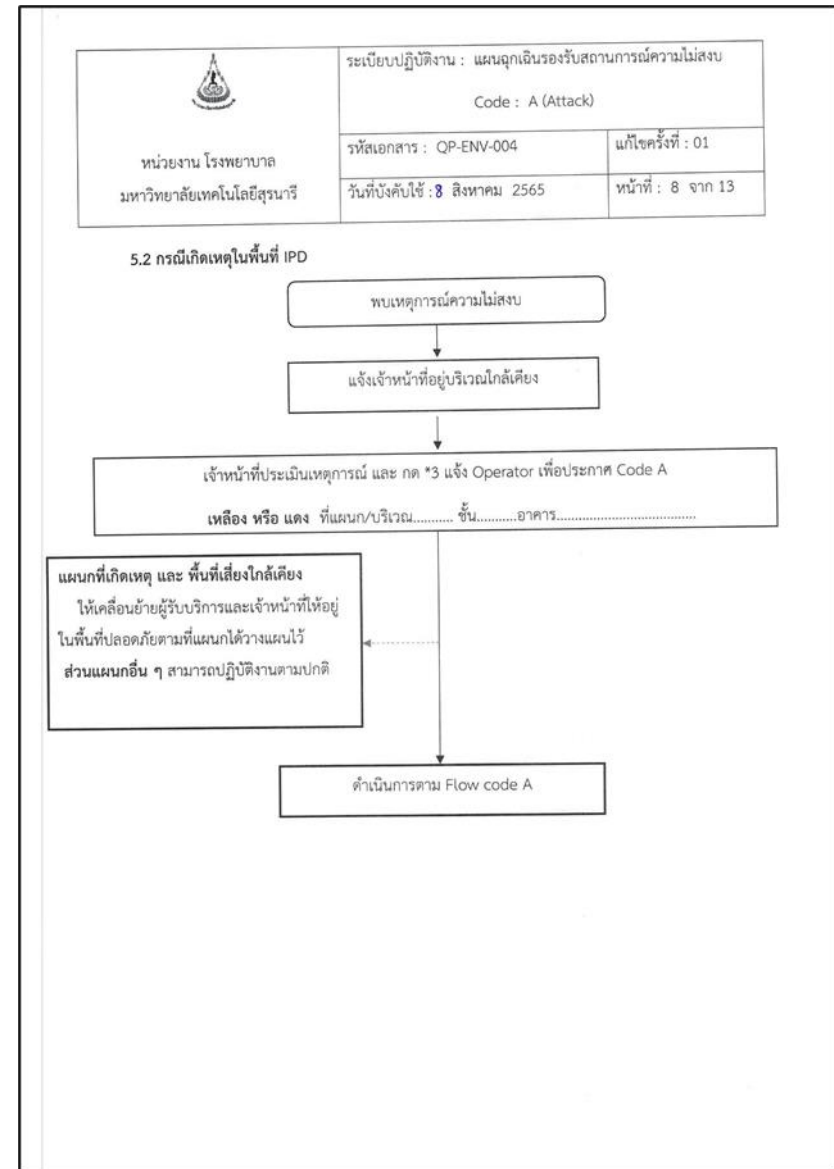 ระเบียบปฏิบัติงาน : แผนฉุกเฉินรองรับสถานการณ์ความไม่สงบ
Code : A (Attack)
หน่วยงาน โรงพยาบาล
มหาวิทยาลัยเทคโนโลยีสุรนารี
รหัสเอกสาร : QP-ENV-004
แก้ไขครั้งที่ : 01
วันที่บังคับใช้ : 8 สิงหาคม 2565
หน้าที่ : 8 จาก 13
5.2 กรณีเกิดเหตุในพื้นที่ IPD
พบเหตุการณ์ความไม่สงบ
แจ้งเจ้าหน้าที่อยู่บริเวณใกล้เคียง
เจ้าหน้าที่ประเมินเหตุการณ์ และ กด *3 แจ้ง Operator เพื่อประกาศ Code A
เหลือง หรือ แดง ที่แผนก/บริเวณ........... ชั้น..........อาคาร.....................................
แผนกที่เกิดเหตุ และ พื้นที่เสี่ยงใกล้เคียง
ให้เคลื่อนย้ายผู้รับบริการและเจ้าหน้าที่ให้อยู่
ในพื้นที่ปลอดภัยตามที่แผนกได้วางแผนไว้
ส่วนแผนกอื่น ๆ สามารถปฏิบัติงานตามปกติ
ดำเนินการตาม Flow code A